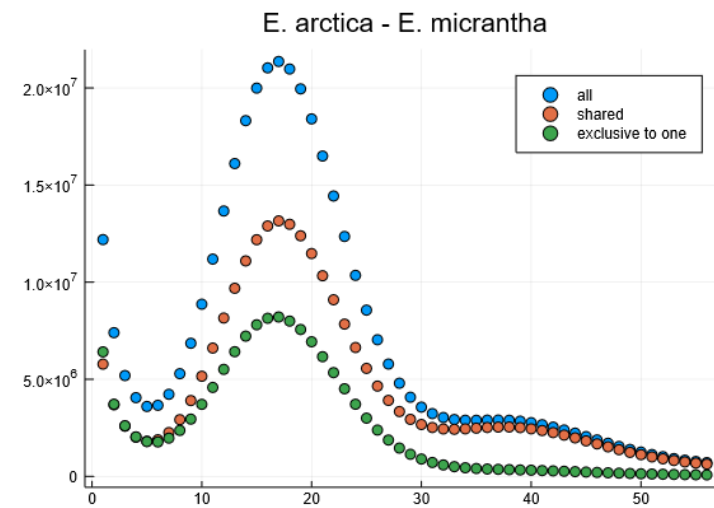 E. arctica - E. micrantha
2.0×10⁷
1.5×10⁷
1.0×10⁷
5.0×10⁶
0
0 10 20 30 40 50
all
shared
exclusive to one